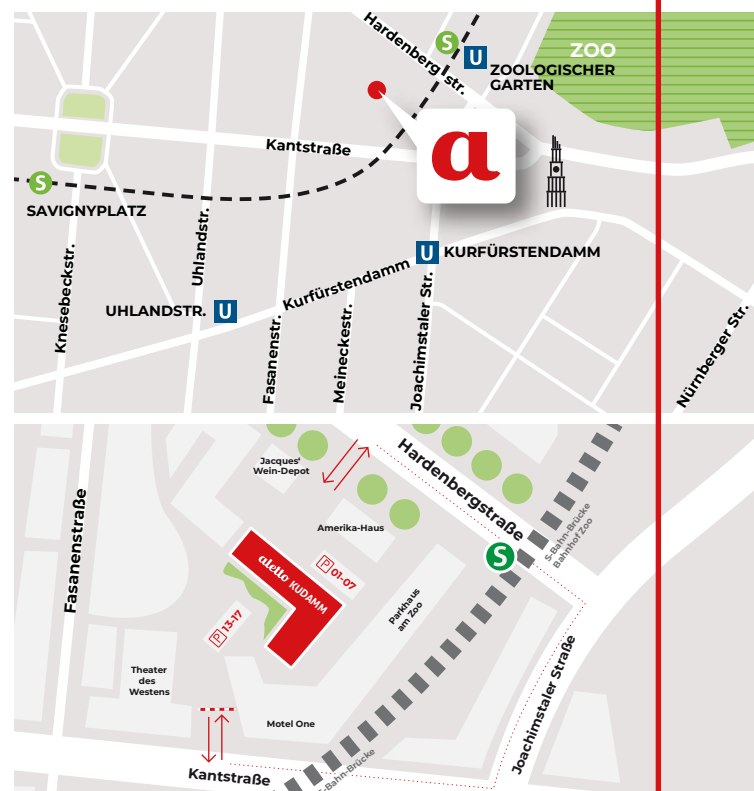 Hardenbergstr.
S
U
ZOO
ZOOLOGISCHER
GARTEN
Kantstraße
a
S
SAVIGNYPLATZ
Knesebeckstr.
Uhlandstr.
UHLANDSTR.
U
Kurfürstendamm
U
KURFÜRSTENDAMM
Fasanenstr.
Meineckestr.
Joachimstaler Str.
Nürnberger Str.
Jacques'
Wein-Depot
Hardenbergstraße
Amerika-Haus
Fasanenstraße
S
S-Bahn-Brücke
Bahnhof Zoo
aletto KUDAMM
P 01-07
P 13-17
Parkhaus
am Zoo
Theater
des
Westens
Motel One
Joachimstaler Straße
Kantstraße
S-Bahn-Brücke